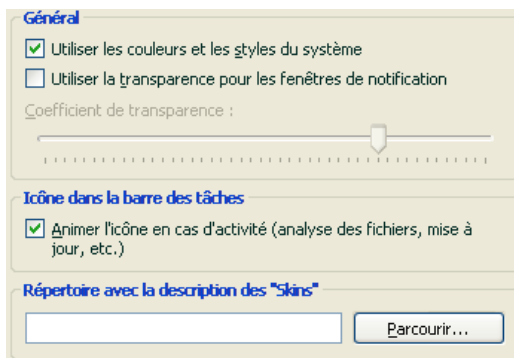 Général
Utiliser les couleurs et les styles du système
Utiliser la transparence pour les fenêtres de notification
Coefficient de transparence :
Icône dans la barre des tâches
Animer l'icône en cas d'activité (analyse des fichiers, mise à
jour, etc.)
Répertoire avec la description des "Skins"
Parcourir...